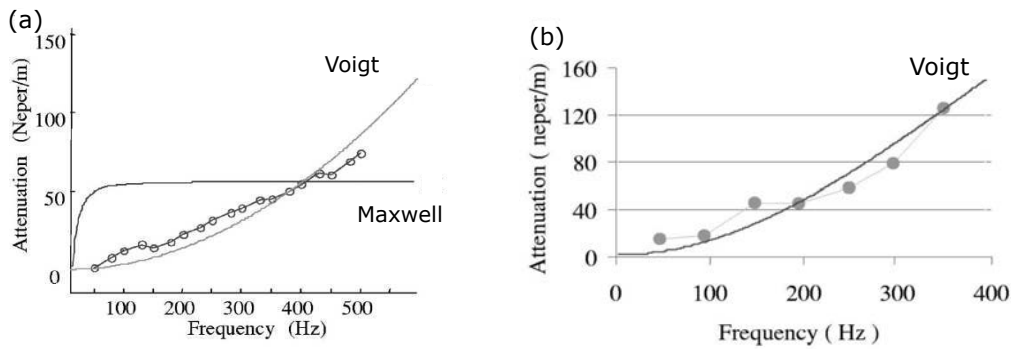 (a)
150
100
50
0
Attenuation (Neper/m)
Voigt
Maxwell
100 200 300 400 500
Frequency (Hz)
(b)
160
120
80
40
0
Attenuation ( neper/m)
Voigt
0 100 200 300 400
Frequency ( Hz )